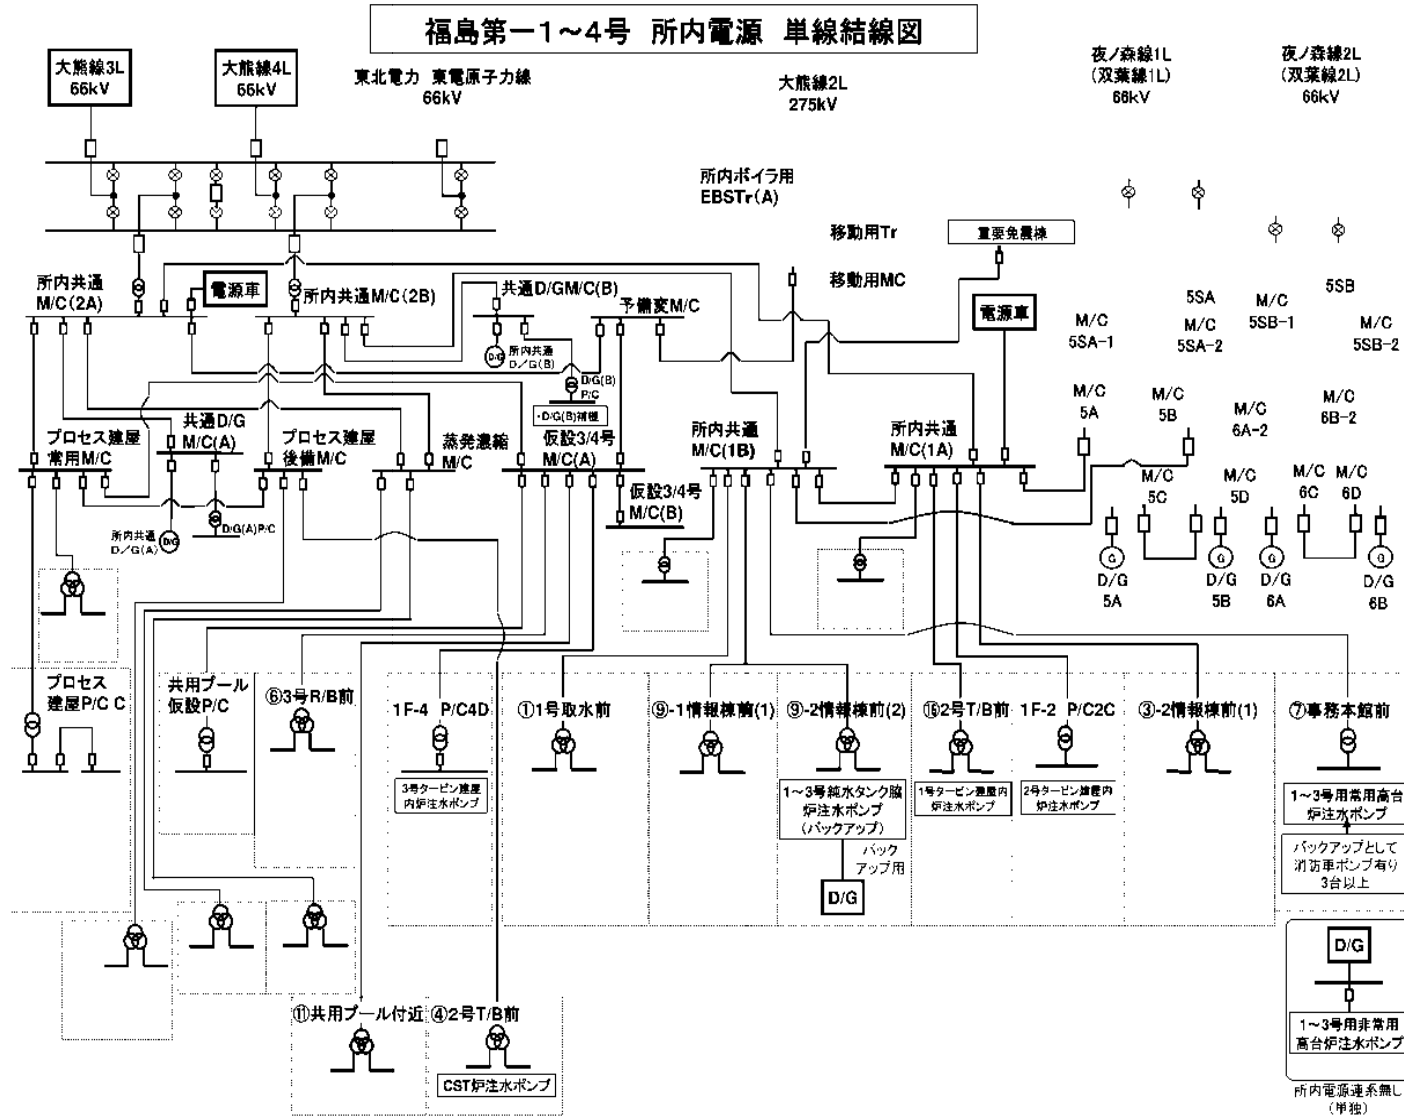 福島第一1～4号 所内電源 単線結線図
大熊線3L
66kV
大熊線4L
66kV
東北電力 東電原子力線
66kV
大熊線2L
275kV
夜ノ森線1L
(双葉線1L)
66kV
夜ノ森線2L
(双葉線2L)
66kV
所内ボイラ用
EBSTr(A)
移動用Tr
移動用MC
重要免震棟
所内共通
M/C(2A)
電源車
所内共通M/C(2B)
共通D/GM/C(B)
予備変M/C
電源車
5SA
5SB
M/C
5SA-1
M/C
5SA-2
M/C
5SB-1
M/C
5SB-2
D/G
所内共通
D/G(B)
D/G(B)
P/C
・D/G(B)補機
M/C
5A
M/C
5B
M/C
6A-2
M/C
6B-2
プロセス建屋
常用M/C
共通D/G
M/C(A)
プロセス建屋
後備M/C
蒸発濃縮
M/C
仮設3/4号
M/C(A)
仮設3/4号
M/C(B)
所内共通
M/C(1B)
所内共通
M/C(1A)
M/C
5C
M/C
5D
M/C
6C
M/C
6D
所内共通
D/G(A)
D/G
D/G(A)P/C
G
D/G
5A
G
D/G
5B
G
D/G
6A
G
D/G
6B
プロセス
建屋P/C C
共用プール
仮設P/C
⑥3号R/B前
1F-4 P/C4D
3号タービン建屋
内炉注水ポンプ
①1号取水前
⑨-1情報棟前(1)
⑨-2情報棟前(2)
1～3号純水タンク脇
炉注水ポンプ
(バックアップ)
バック
アップ用
D/G
⑯2号T/B前
1号タービン建屋内
炉注水ポンプ
1F-2 P/C2C
2号タービン建屋内
炉注水ポンプ
③-2情報棟前(1)
⑦事務本館前
1～3号用常用高台
炉注水ポンプ
バックアップとして
消防車ポンプ有り
3台以上
D/G
1～3号用非常用
高台炉注水ポンプ
所内電源連系無し
(単独)
⑪共用プール付近
④2号T/B前
CST炉注水ポンプ